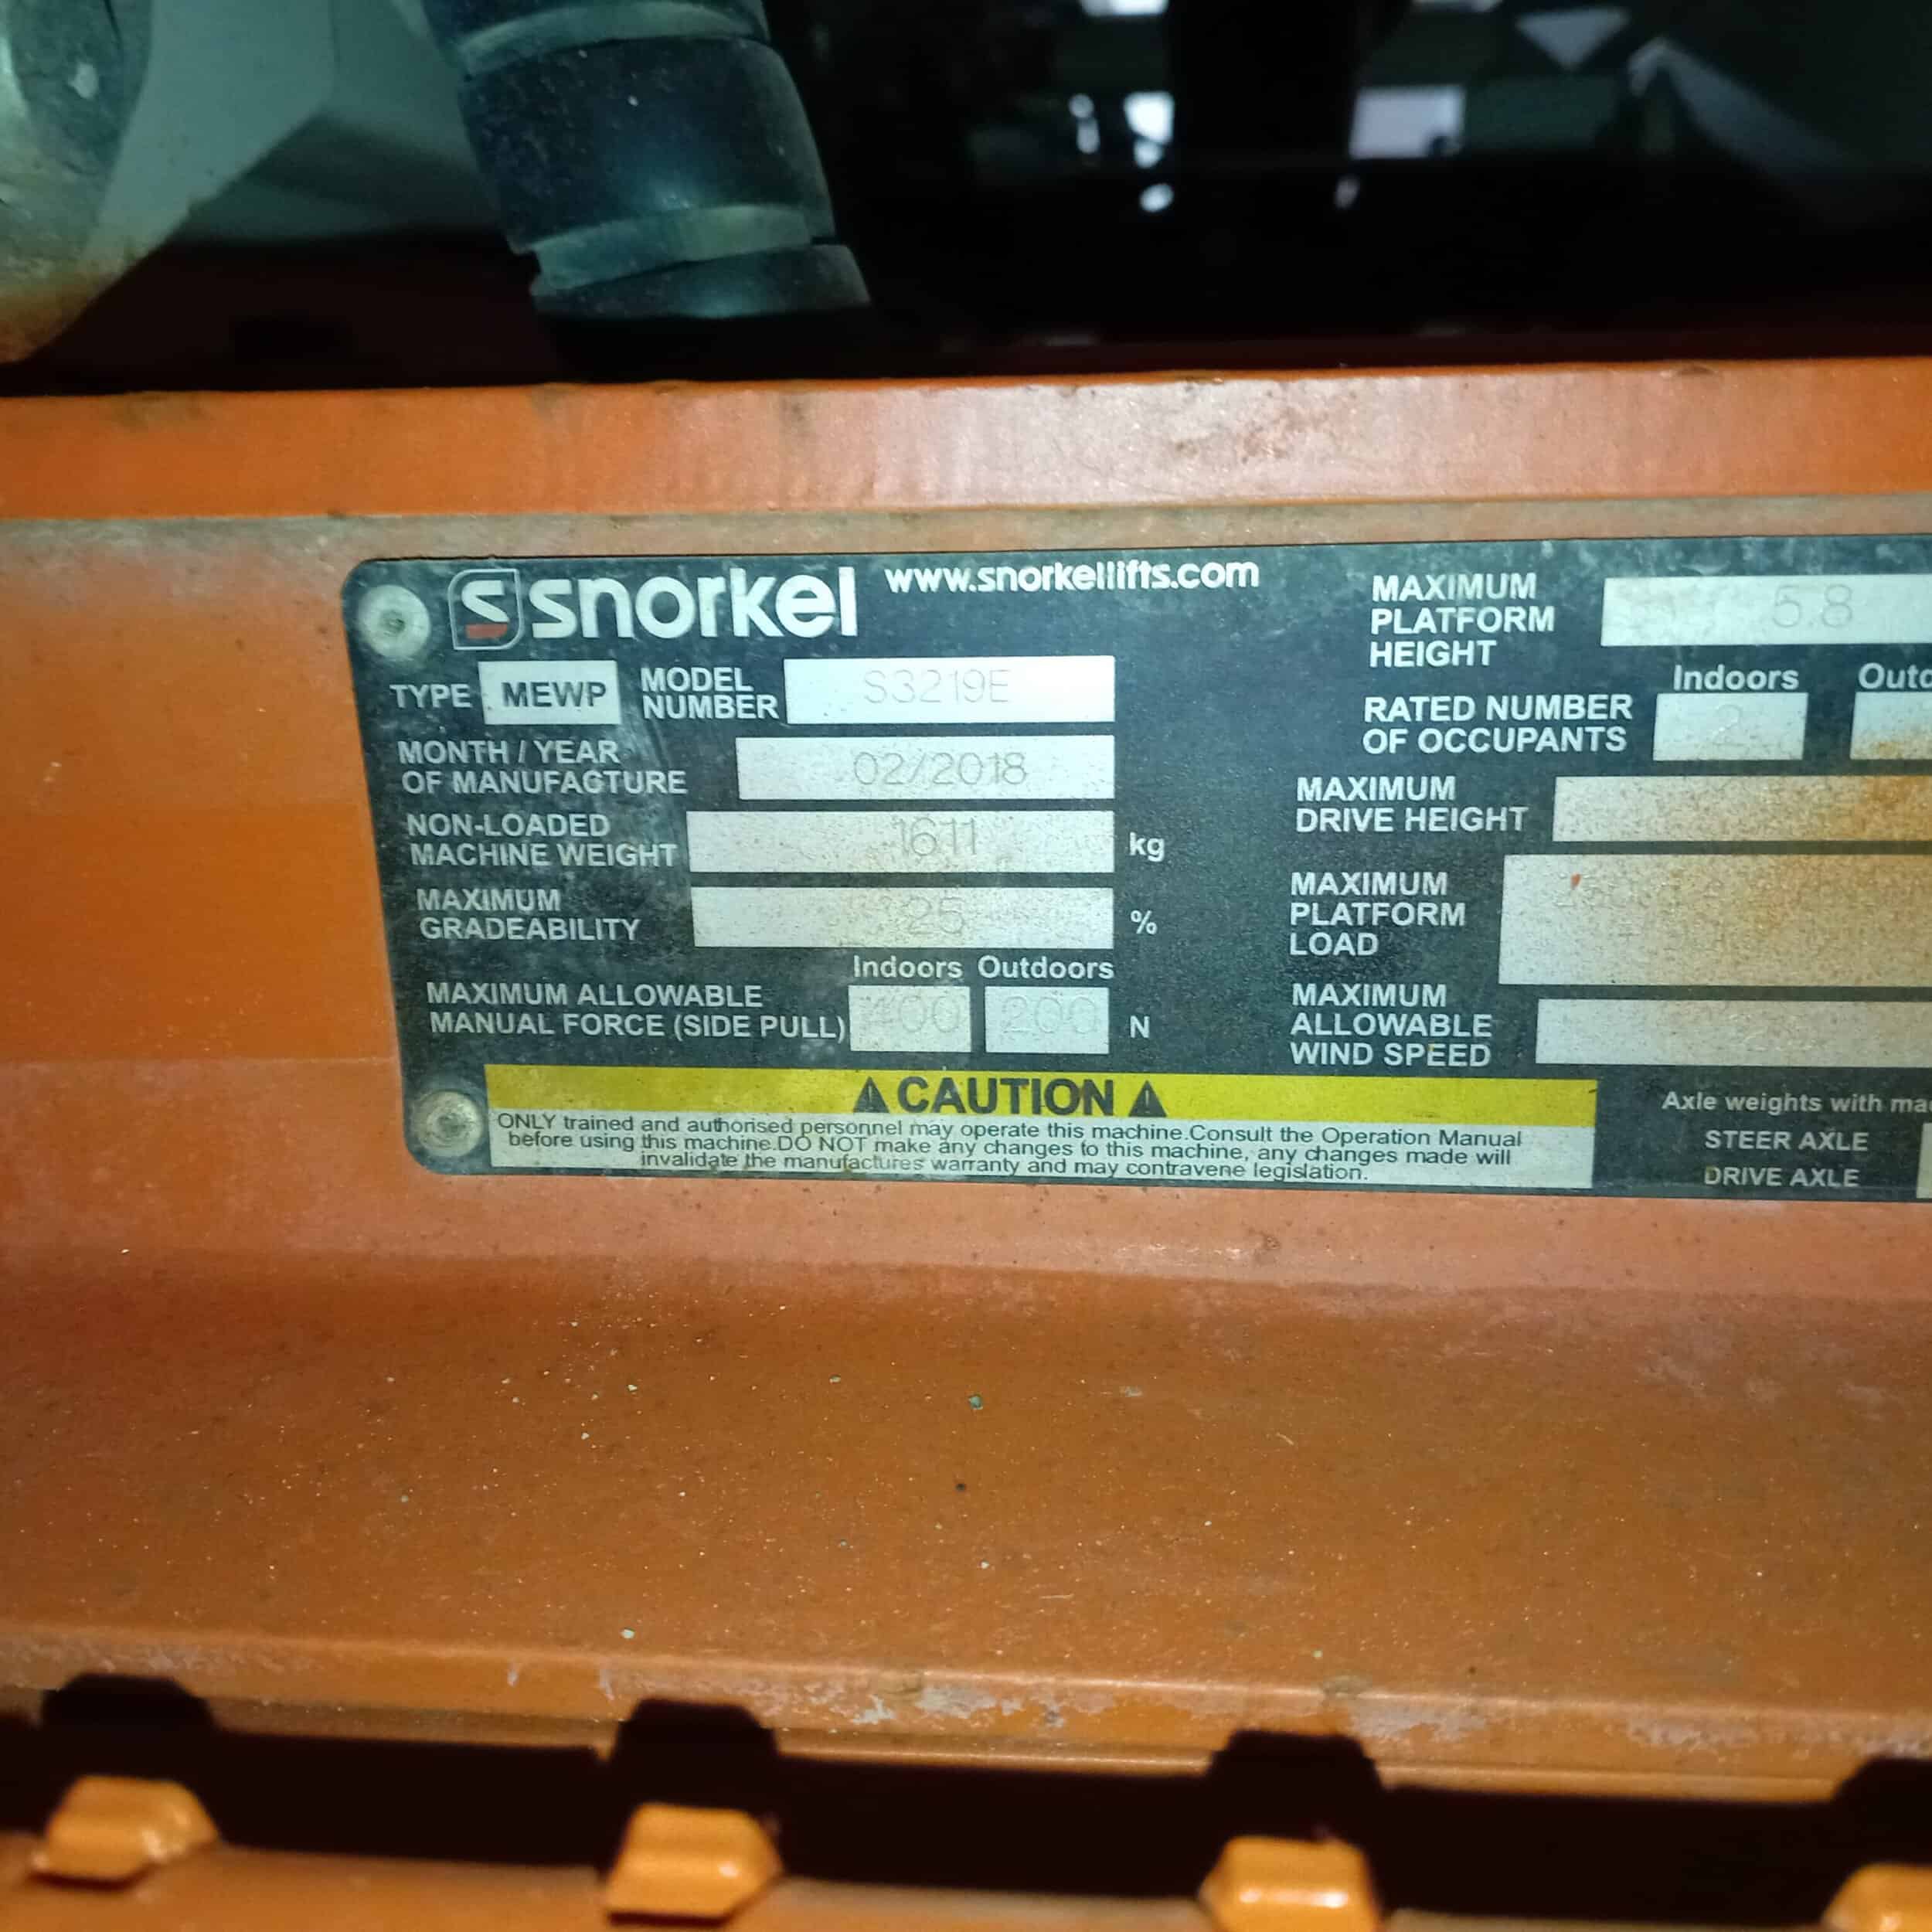 snorkel www.snorkellifts.com
TYPE MEWP MODEL NUMBER S3219E
MONTH / YEAR
OF MANUFACTURE 02/2018
NON-LOADED
MACHINE WEIGHT 1611 kg
MAXIMUM
GRADEABILITY 25 %
Indoors Outdoors
MAXIMUM ALLOWABLE
MANUAL FORCE (SIDE PULL) 400 200 N
MAXIMUM
PLATFORM
HEIGHT 5.8
Indoors
RATED NUMBER
OF OCCUPANTS 2
MAXIMUM
DRIVE HEIGHT
MAXIMUM
PLATFORM
LOAD
MAXIMUM
ALLOWABLE
WIND SPEED
CAUTION
ONLY trained and authorised personnel may operate this machine.Consult the Operation Manual
before using this machine.DO NOT make any changes to this machine, any changes made will
invalidate the manufactures warranty and may contravene legislation.
Axle weights with
STEER AXLE
DRIVE AXLE